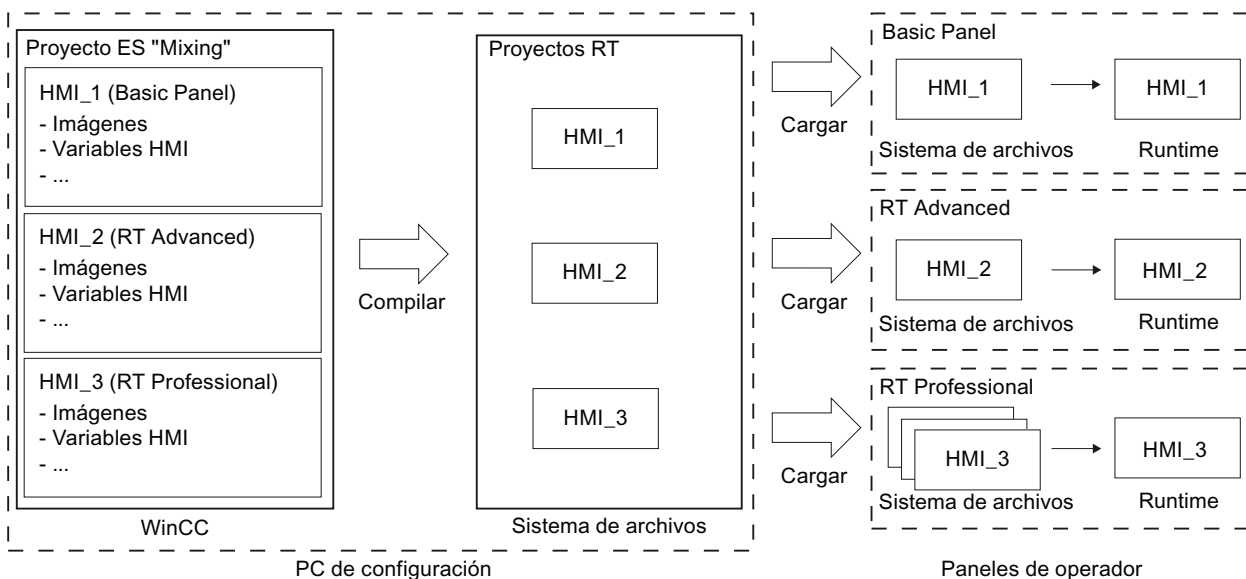 Proyecto ES "Mixing"
HMI_1 (Basic Panel)
- Imágenes
- Variables HMI
- ...
HMI_2 (RT Advanced)
- Imágenes
- Variables HMI
- ...
HMI_3 (RT Professional)
- Imágenes
- Variables HMI
- ...
WinCC
Compilar
Proyectos RT
HMI_1
HMI_2
HMI_3
Sistema de archivos
PC de configuración
Cargar
Cargar
Cargar
Basic Panel
HMI_1
HMI_1
Sistema de archivos
Runtime
RT Advanced
HMI_2
HMI_2
Sistema de archivos
Runtime
RT Professional
HMI_3
HMI_3
Sistema de archivos
Runtime
Paneles de operador